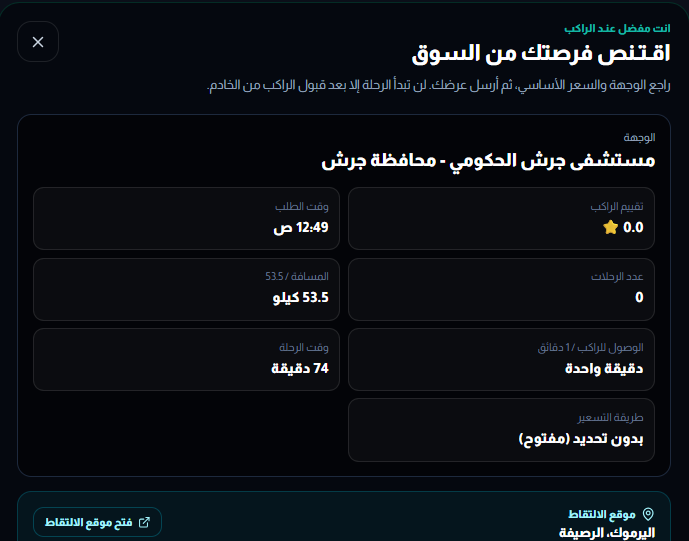 انت مفضل عند الراكب
اقتنص فرصتك من السوق
راجع الوجهة والسعر الأساسي، ثم أرسل عرضك. لن تبدأ الرحلة إلا بعد قبول الراكب من الخادم.
الوجهة
مستشفى جرش الحكومي - محافظة جرش
تقييم الراكب
0.0
وقت الطلب
12:49 ص
عدد الرحلات
0
المسافة / 53.5
53.5 كيلو
الوصول للراكب / 1 دقائق
دقيقة واحدة
وقت الرحلة
74 دقيقة
طريقة التسعير
بدون تحديد (مفتوح)
موقع الالتقاط
اليرموك، الرصيفة
فتح موقع الالتقاط